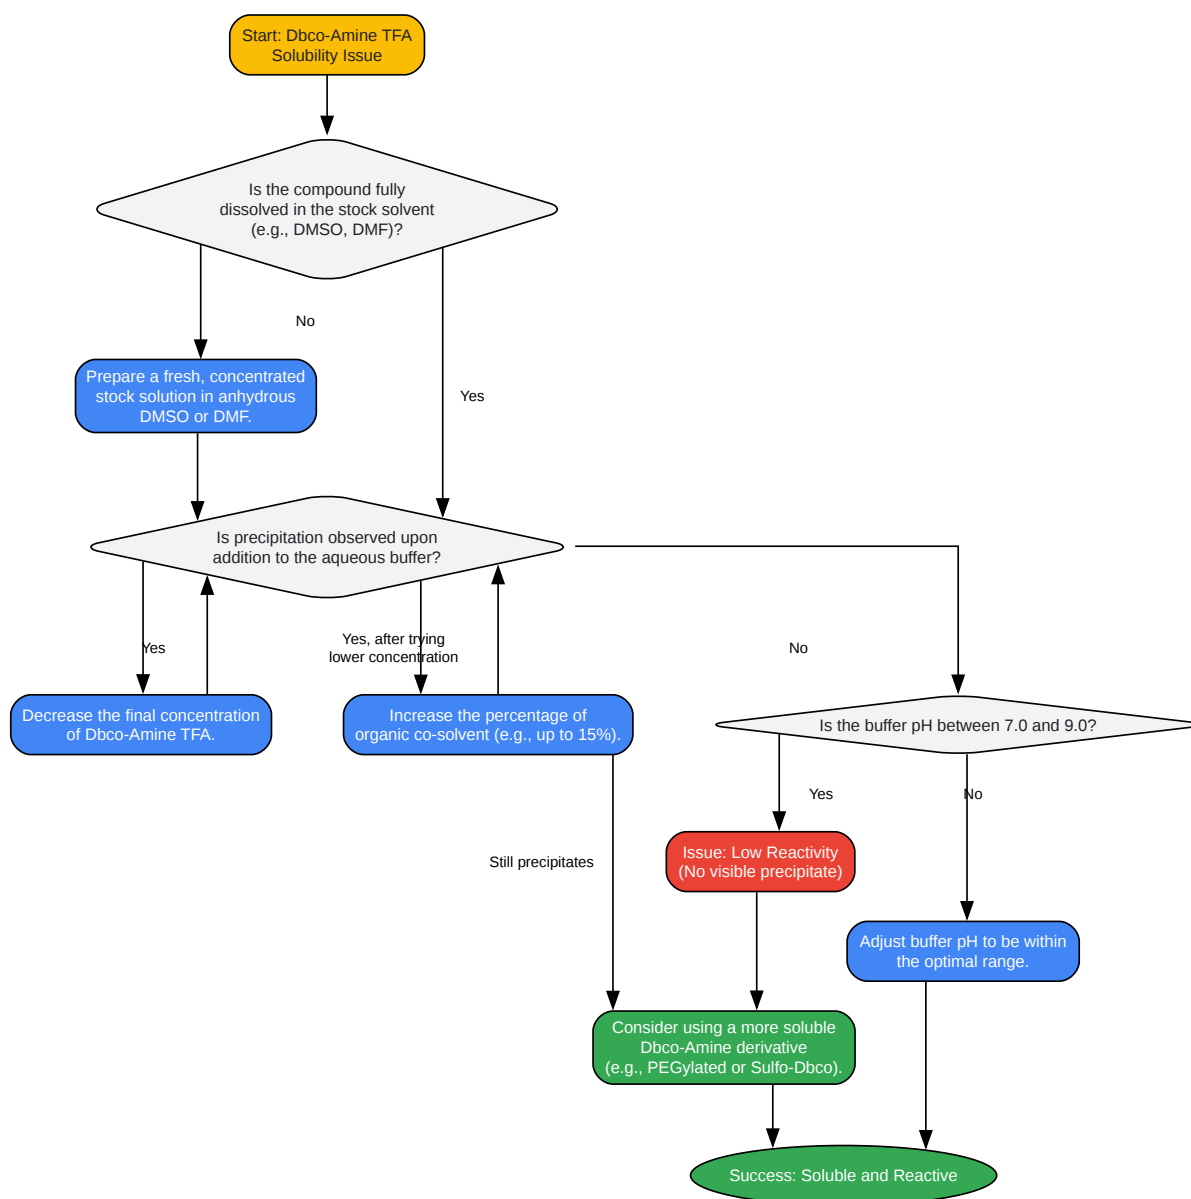 Start: Dbco-Amine TFA
Solubility Issue
Is the compound fully
dissolved in the stock solvent
(e.g., DMSO, DMF)?
No
Prepare a fresh, concentrated
stock solution in anhydrous
DMSO or DMF.
Yes
Is precipitation observed upon
addition to the aqueous buffer?
Yes
Yes, after trying
lower concentration
No
Decrease the final concentration
of Dbco-Amine TFA.
Increase the percentage of
organic co-solvent (e.g., up to 15%).
Is the buffer pH between 7.0 and 9.0?
Yes
No
Still precipitates
Issue: Low Reactivity
(No visible precipitate)
Adjust buffer pH to be within
the optimal range.
Consider using a more soluble
Dbco-Amine derivative
(e.g., PEGylated or Sulfo-Dbco).
Success: Soluble and Reactive